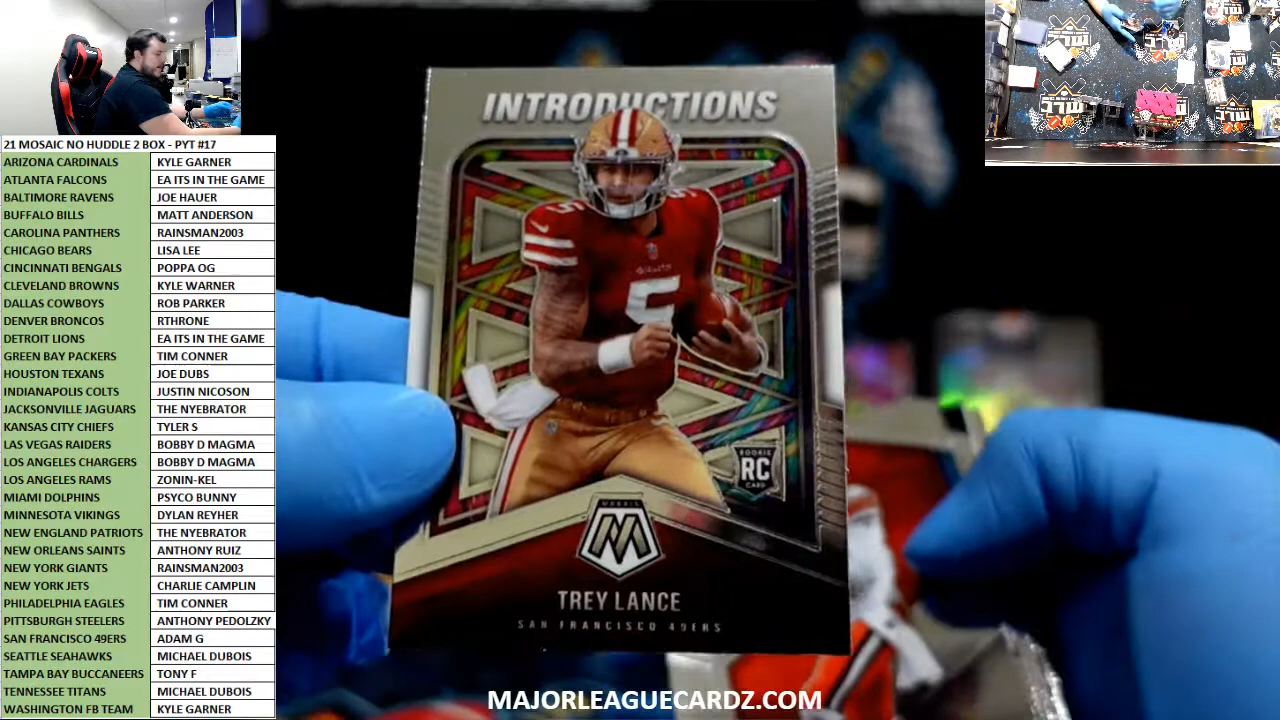 21 MOSAIC NO HUDDLE 2 BOX - PYT #17
ARIZONA CARDINALS KYLE GARNER
ATLANTA FALCONS EA ITS IN THE GAME
BALTIMORE RAVENS JOE HAUER
BUFFALO BILLS MATT ANDERSON
CAROLINA PANTHERS RAINSMAN2003
CHICAGO BEARS LISA LEE
CINCINNATI BENGALS POPPA OG
CLEVELAND BROWNS KYLE WARNER
DALLAS COWBOYS ROB PARKER
DENVER BRONCOS RTHRONE
DETROIT LIONS EA ITS IN THE GAME
GREEN BAY PACKERS TIM CONNER
HOUSTON TEXANS JOE DUBS
INDIANAPOLIS COLTS JUSTIN NICOSON
JACKSONVILLE JAGUARS THE NYEBRATOR
KANSAS CITY CHIEFS TYLER S
LAS VEGAS RAIDERS BOBBY D MAGMA
LOS ANGELES CHARGERS BOBBY D MAGMA
LOS ANGELES RAMS ZONIN-KEL
MIAMI DOLPHINS PSYCO BUNNY
MINNESOTA VIKINGS DYLAN REYHER
NEW ENGLAND PATRIOTS THE NYEBRATOR
NEW ORLEANS SAINTS ANTHONY RUIZ
NEW YORK GIANTS RAINSMAN2003
NEW YORK JETS CHARLIE CAMPLIN
PHILADELPHIA EAGLES TIM CONNER
PITTSBURGH STEELERS ANTHONY PEDOLZKY
SAN FRANCISCO 49ERS ADAM G
SEATTLE SEAHAWKS MICHAEL DUBOIS
TAMPA BAY BUCCANEERS TONY F
TENNESSEE TITANS MICHAEL DUBOIS
WASHINGTON FB TEAM KYLE GARNER
INTRODUCTIONS
5
5
5
ROOKIE
RC
CARD
MOSAIC
M
TREY LANCE
SAN FRANCISCO 49ERS
MAJORLEAGUECARDZ.COM
MLC